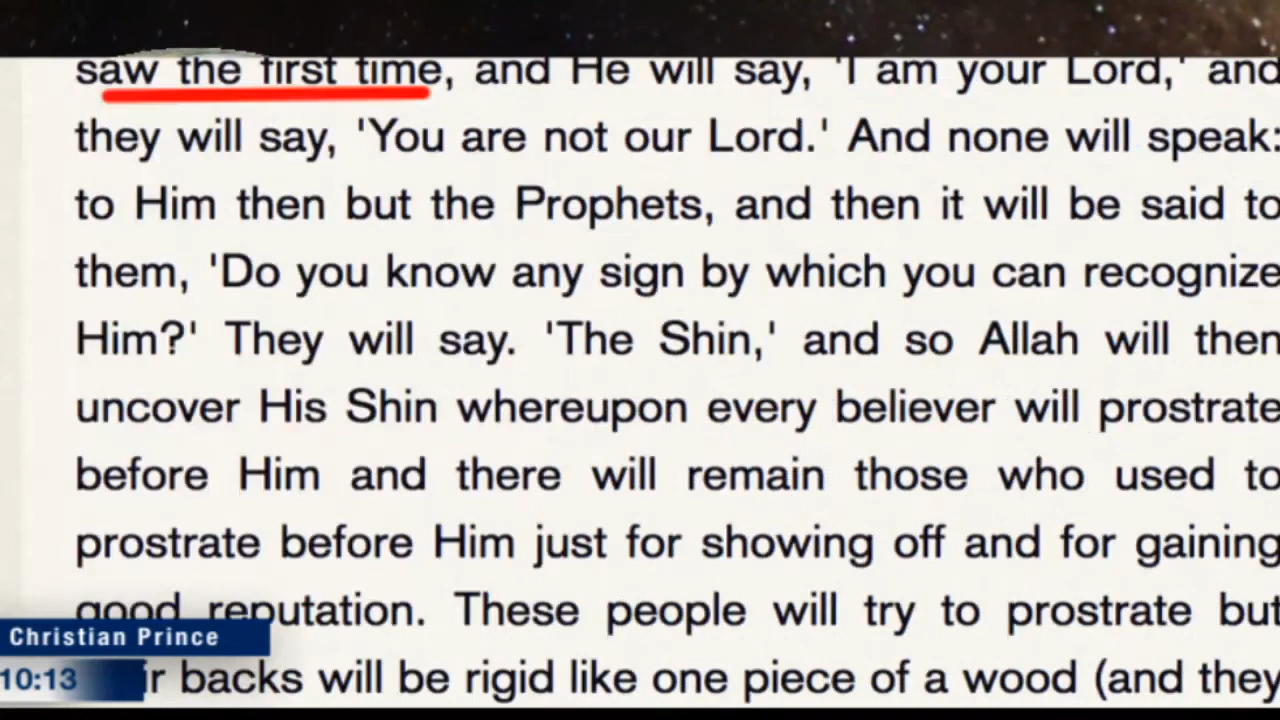 saw the first time, and He will say, 'I am your Lord,' and
they will say, 'You are not our Lord.' And none will speak:
to Him then but the Prophets, and then it will be said to
them, 'Do you know any sign by which you can recognize
Him?' They will say. 'The Shin,' and so Allah will then
uncover His Shin whereupon every believer will prostrate
before Him and there will remain those who used to
prostrate before Him just for showing off and for gaining
good reputation. These people will try to prostrate but
Christian Prince
10:13
backs will be rigid like one piece of a wood (and they